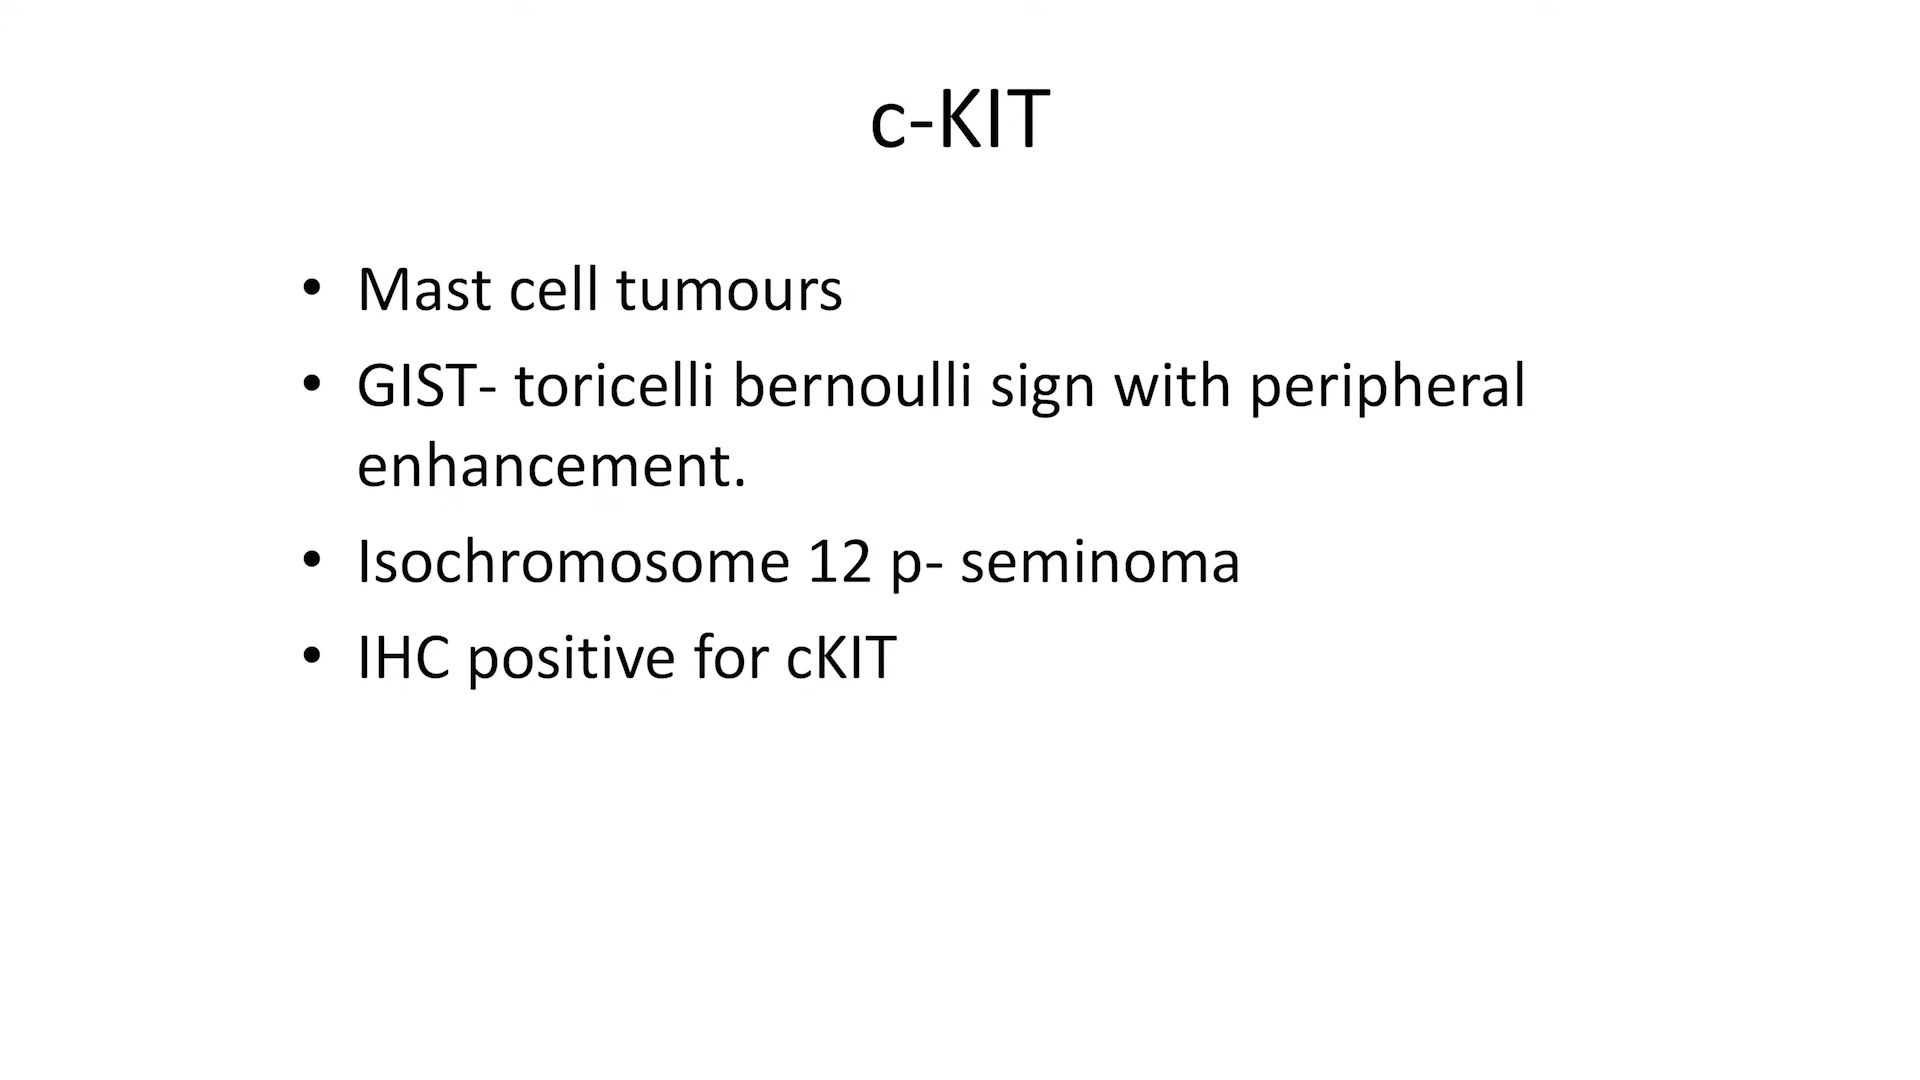 c-KIT
• Mast cell tumours
• GIST- toricelli bernoulli sign with peripheral
enhancement.
• Isochromosome 12 p- seminoma
• IHC positive for cKIT